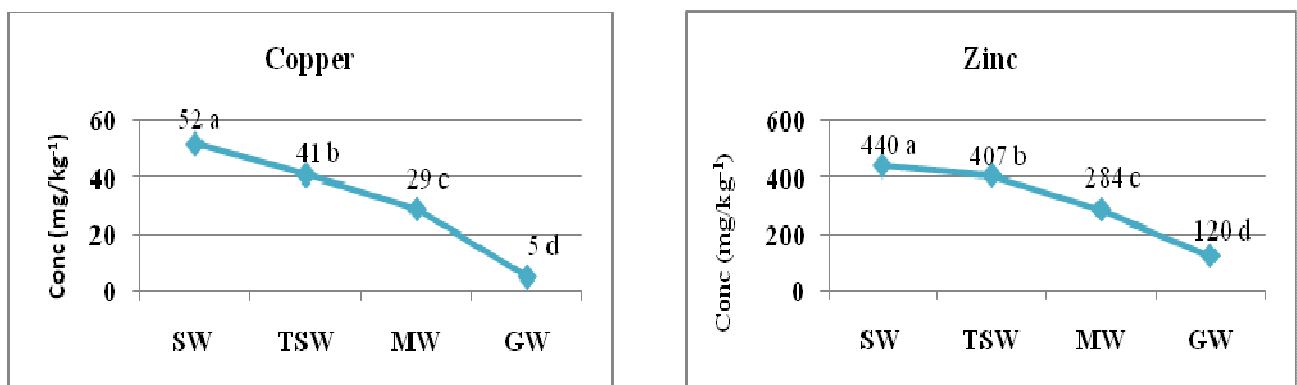 Copper
Conc (mg/kg⁻¹)
60
40
20
0
52 a
41 b
29 c
5 d
SW TSW MW GW
Zinc
Conc (mg/kg⁻¹)
600
400
200
0
440 a
407 b
284 c
120 d
SW TSW MW GW